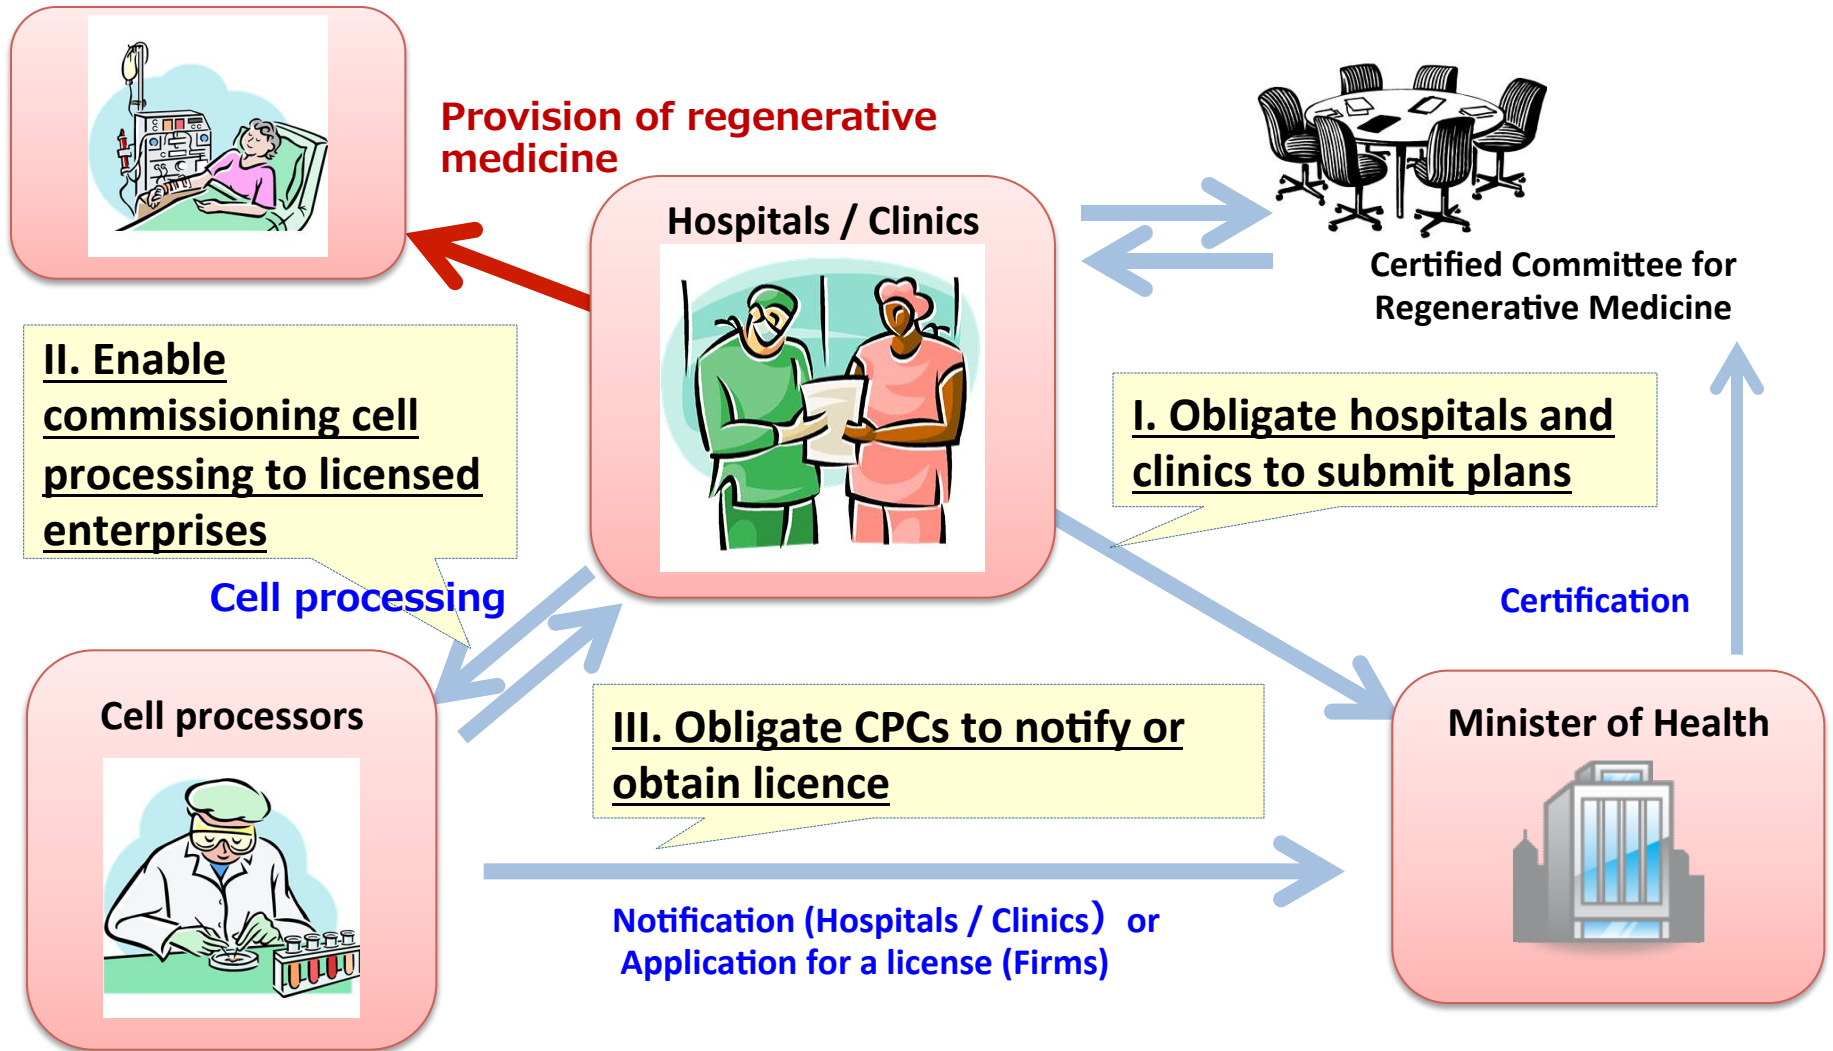 Provision of regenerative
medicine
Hospitals / Clinics
Certified Committee for
Regenerative Medicine
II. Enable
commissioning cell
processing to licensed
enterprises
I. Obligate hospitals and
clinics to submit plans
Cell processing
Certification
Cell processors
III. Obligate CPCs to notify or
obtain licence
Minister of Health
Notification (Hospitals / Clinics） or
Application for a license (Firms)